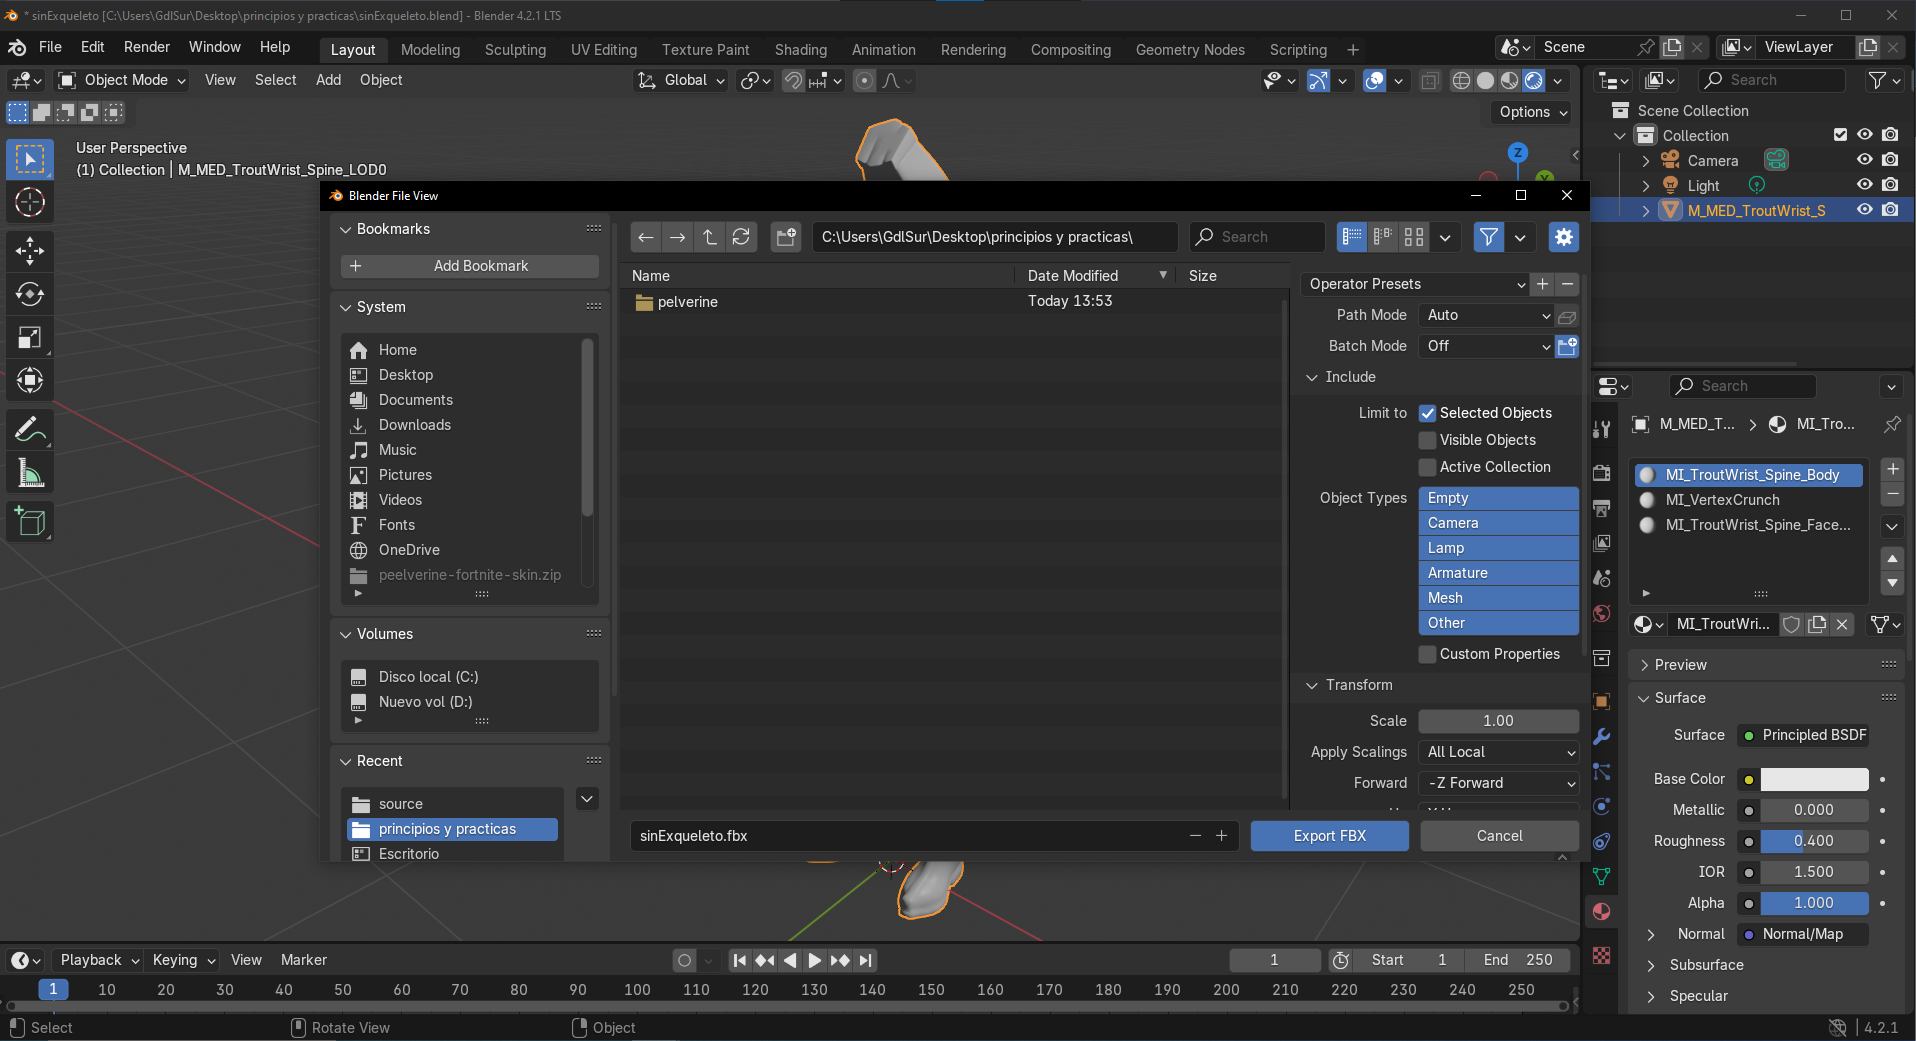 * sinExqueleto [C:\Users\GdlSur\Desktop\principios y practicas\sinExqueleto.blend] - Blender 4.2.1 LTS
File Edit Render Window Help Layout Modeling Sculpting UV Editing Texture Paint Shading Animation Rendering Compositing Geometry Nodes Scripting + Scene ViewLayer
Object Mode View Select Add Object Global Search
Options
Scene Collection
Collection
Camera
Light
M_MED_TroutWrist_S
User Perspective
(1) Collection | M_MED_TroutWrist_Spine_LOD0
Z
Y
Blender File View
Bookmarks
Add Bookmark
System
Home
Desktop
Documents
Downloads
Music
Pictures
Videos
Fonts
OneDrive
peelverine-fortnite-skin.zip
Volumes
Disco local (C:)
Nuevo vol (D:)
Recent
source
principios y practicas
Escritorio
C:\Users\GdlSur\Desktop\principios y practicas\ Search
Name Date Modified Size
pelverine Today 13:53
Operator Presets
Path Mode Auto
Batch Mode Off
Include
Limit to Selected Objects
Visible Objects
Active Collection
Object Types Empty
Camera
Lamp
Armature
Mesh
Other
Custom Properties
Transform
Scale 1.00
Apply Scalings All Local
Forward -Z Forward
sinExqueleto.fbx Export FBX Cancel
Search
M_MED_T... MI_Tro...
MI_TroutWrist_Spine_Body
MI_VertexCrunch
MI_TroutWrist_Spine_Face...
MI_TroutWri...
Preview
Surface
Surface Principled BSDF
Base Color
Metallic 0.000
Roughness 0.400
IOR 1.500
Alpha 1.000
Normal Normal/Map
Subsurface
Specular
Playback Keying View Marker 1 Start 1 End 250
1 10 20 30 40 50 60 70 80 90 100 110 120 130 140 150 160 170 180 190 200 210 220 230 240 250
Select Rotate View Object 4.2.1